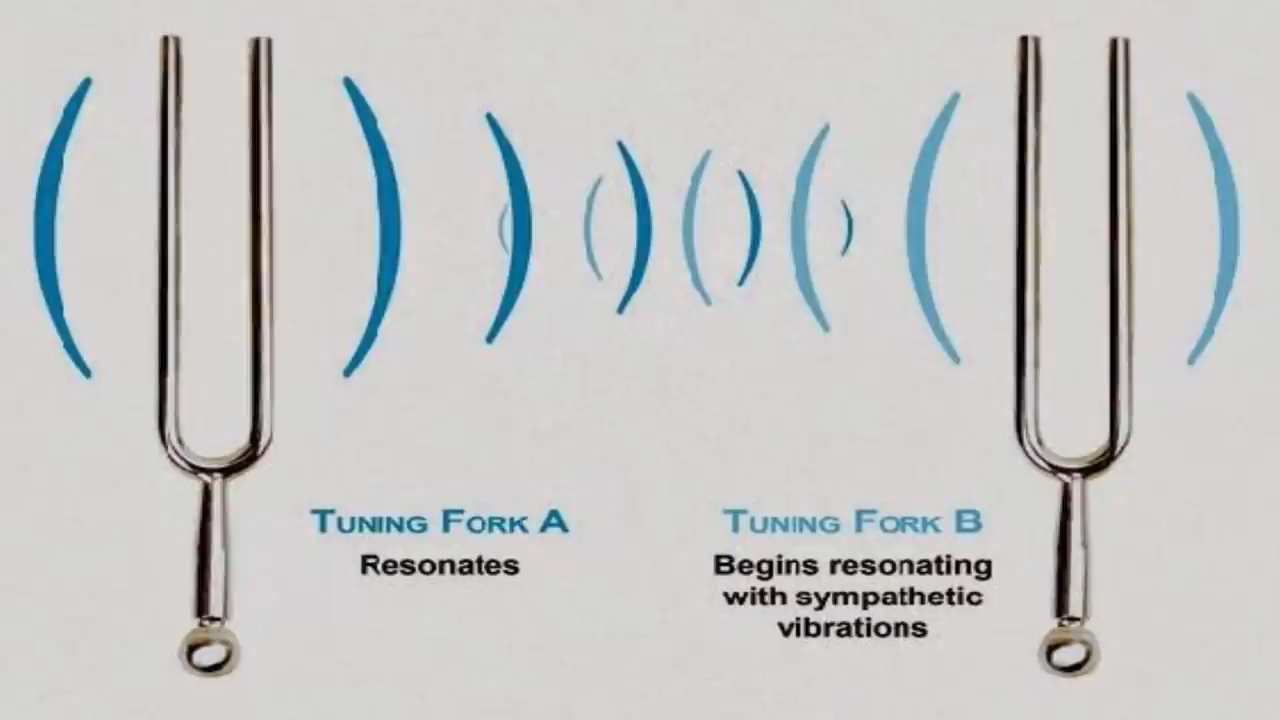 Tuning Fork A
Resonates
Tuning Fork B
Begins resonating
with sympathetic
vibrations